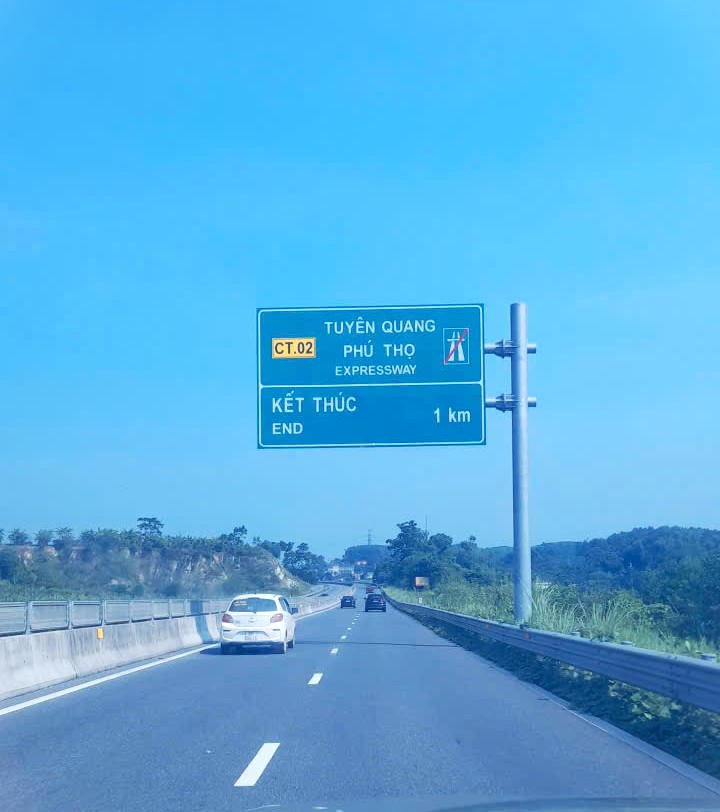 TUYÊN QUANG
CT.02
PHÚ THỌ
EXPRESSWAY
KẾT THÚC
1 km
END